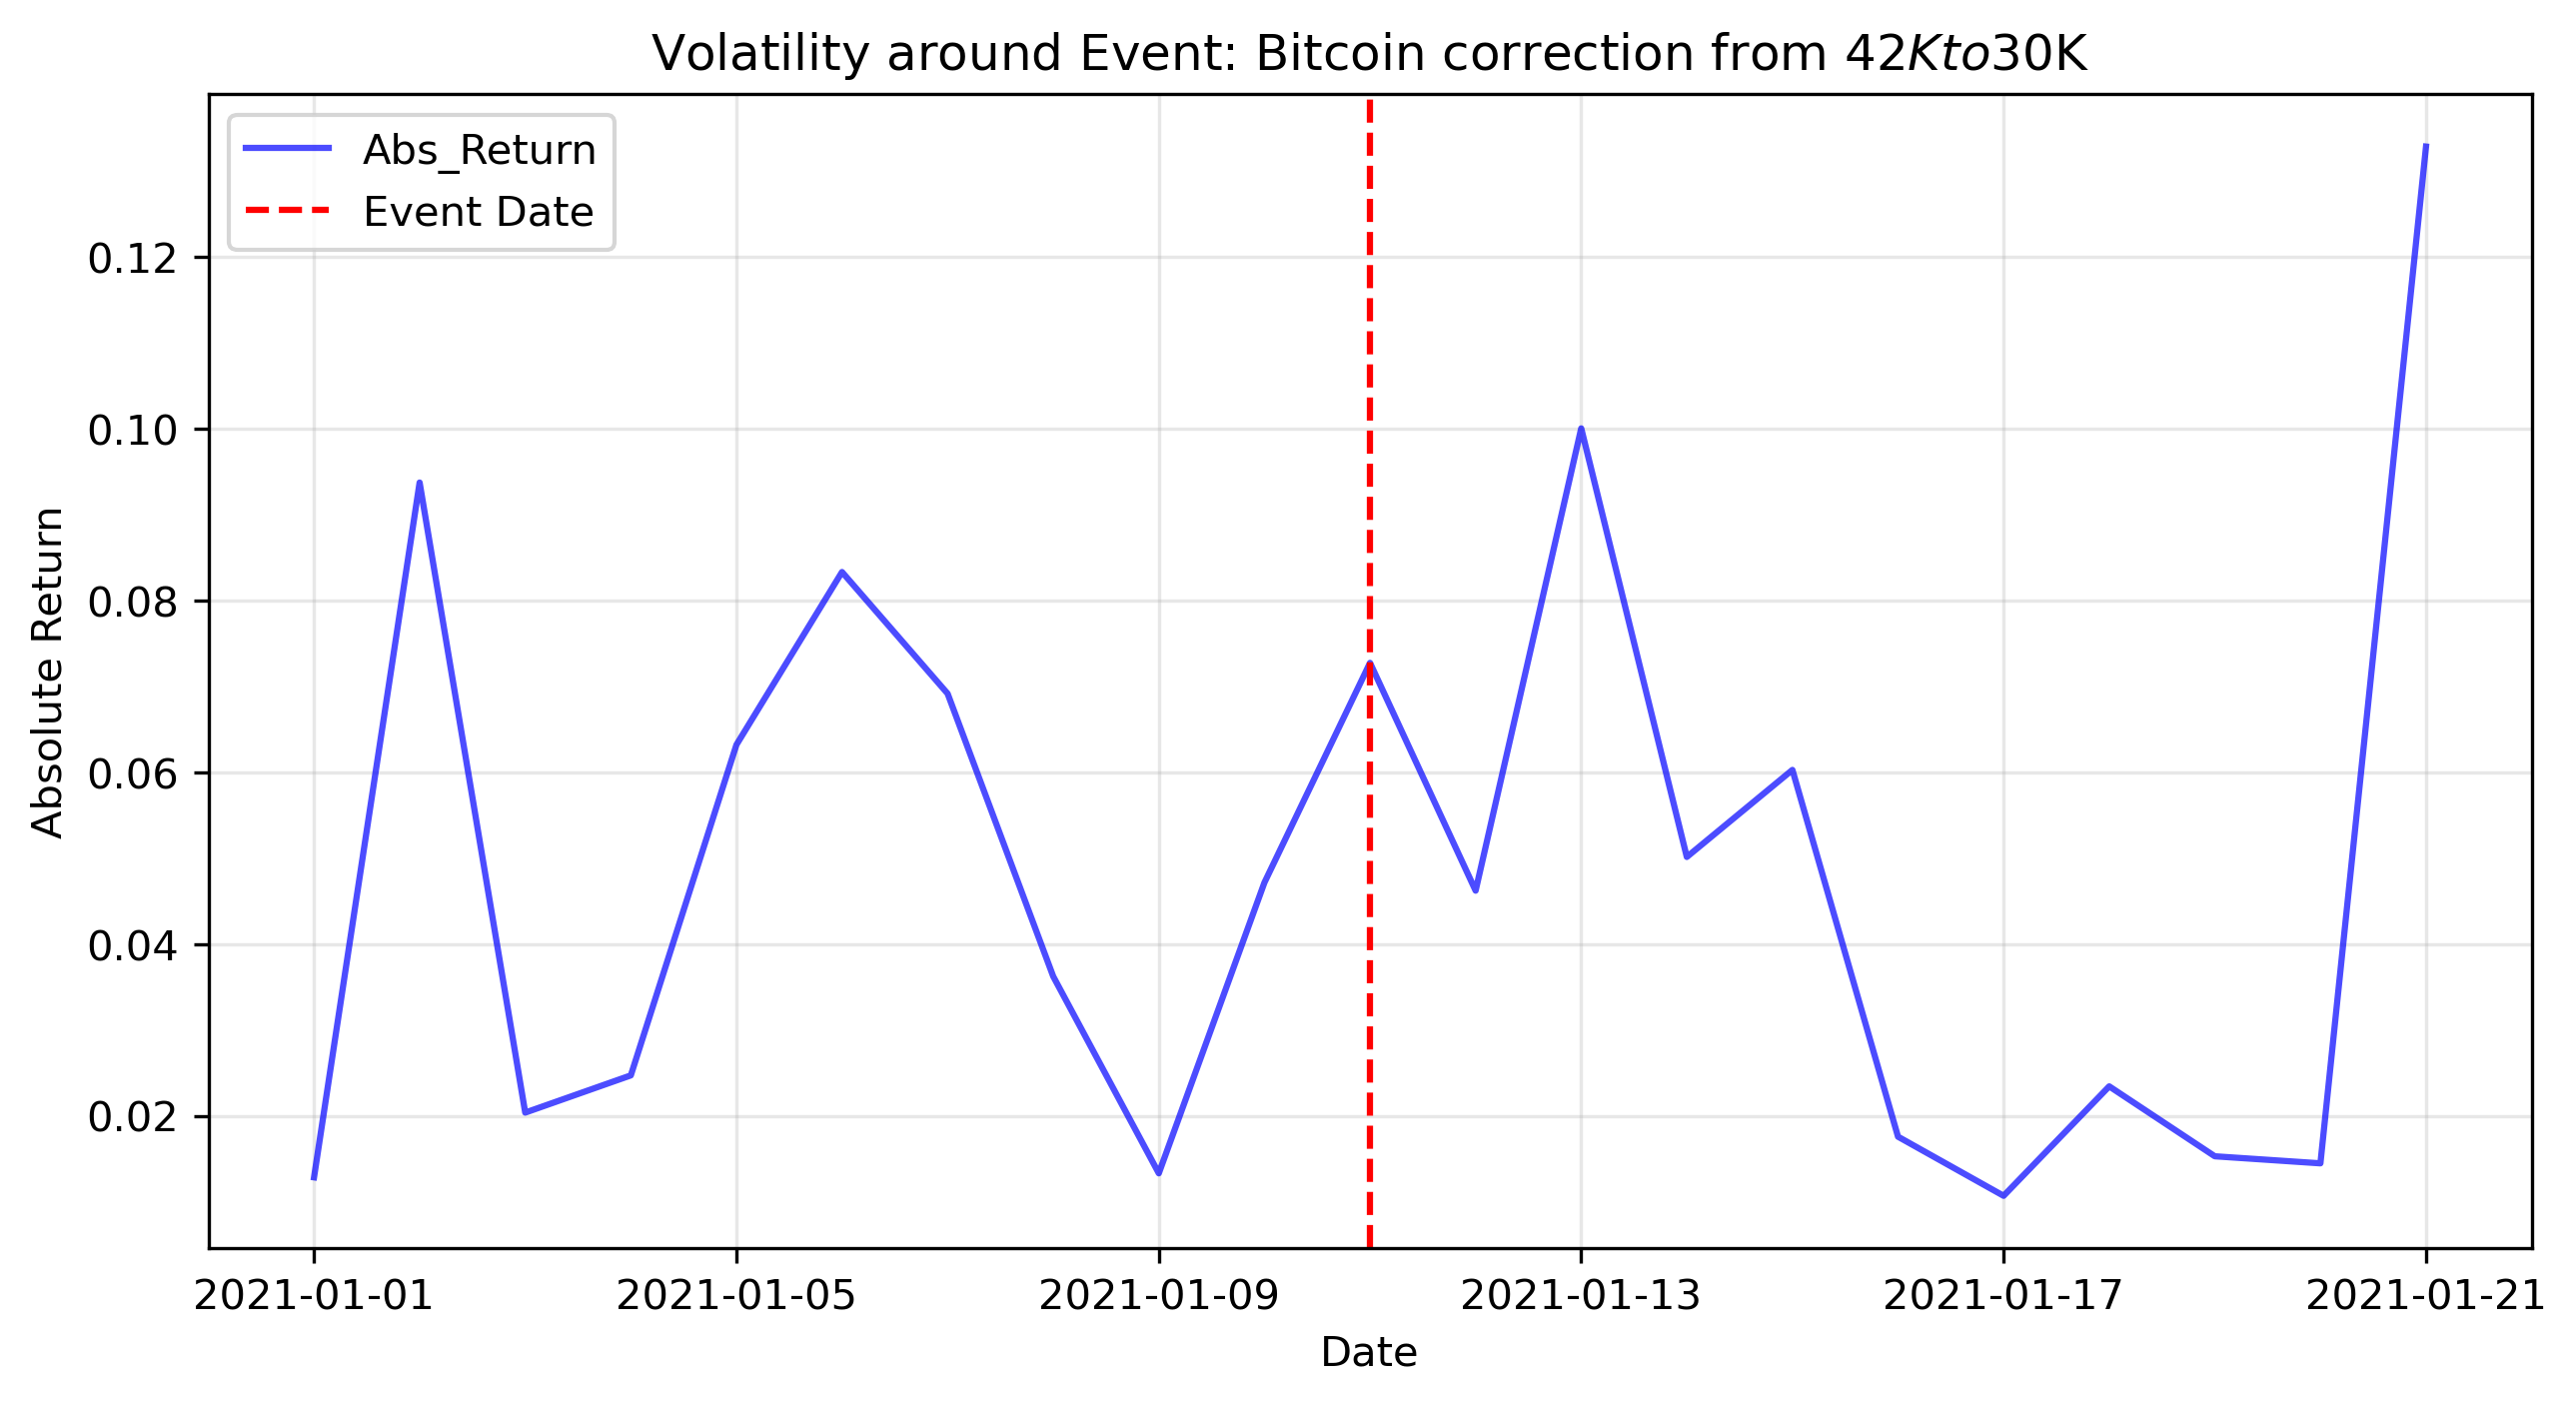 Volatility around Event: Bitcoin correction from 42Kto30K
Abs_Return
Event Date
0.12
0.10
0.08
0.06
0.04
0.02
Absolute Return
2021-01-01 2021-01-05 2021-01-09 2021-01-13 2021-01-17 2021-01-21
Date